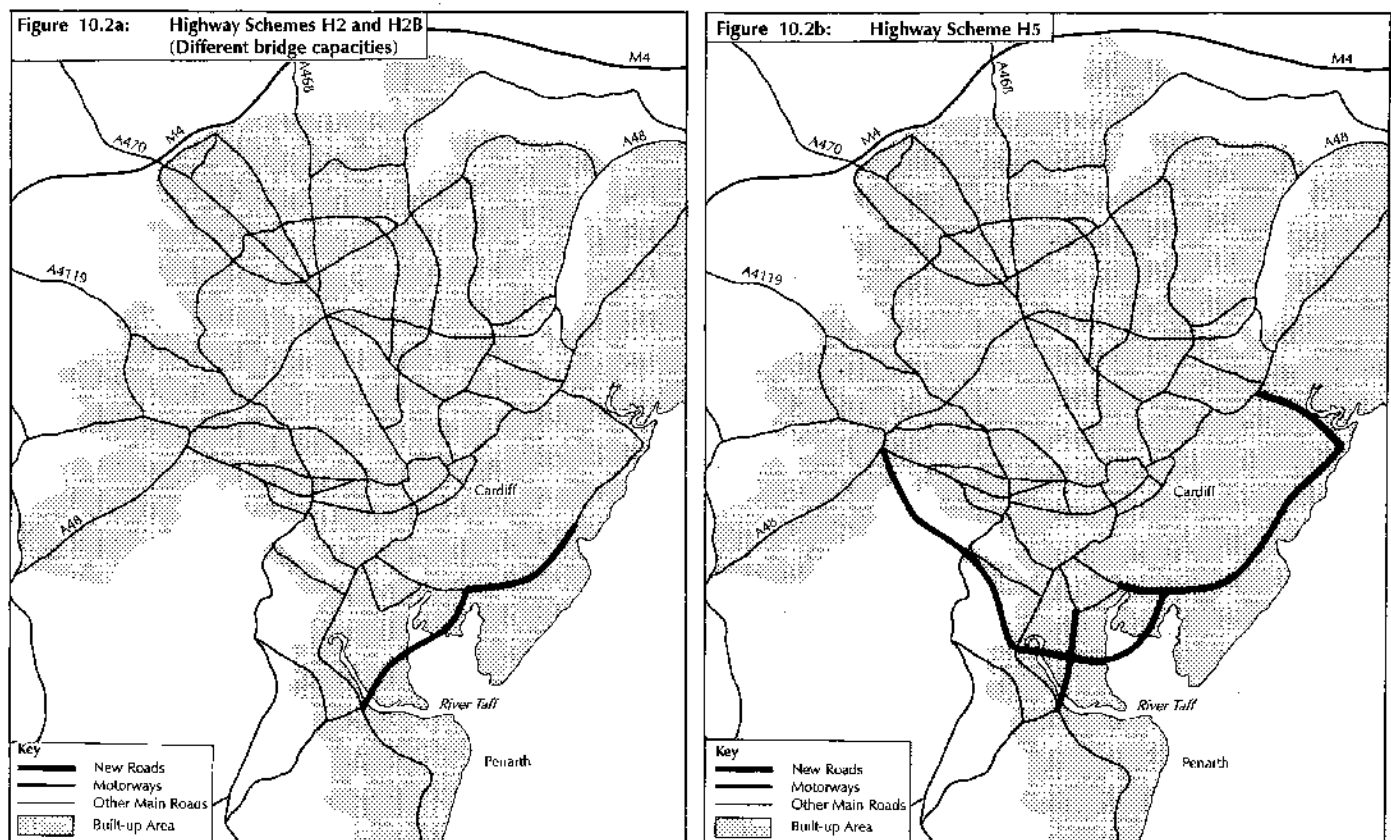 Figure 10.2a: Highway Schemes H2 and H2B
(Different bridge capacities)
M4
A468
A470
M4
A48
A4119
Cardiff
A48
River Taff
Penarth
Key
New Roads
Motorways
Other Main Roads
Built-up Area
Figure 10.2b: Highway Scheme H5
M4
A468
A470
M4
A48
A4119
Cardiff
A48
River Taff
Penarth
Key
New Roads
Motorways
Other Main Roads
Built-up Area